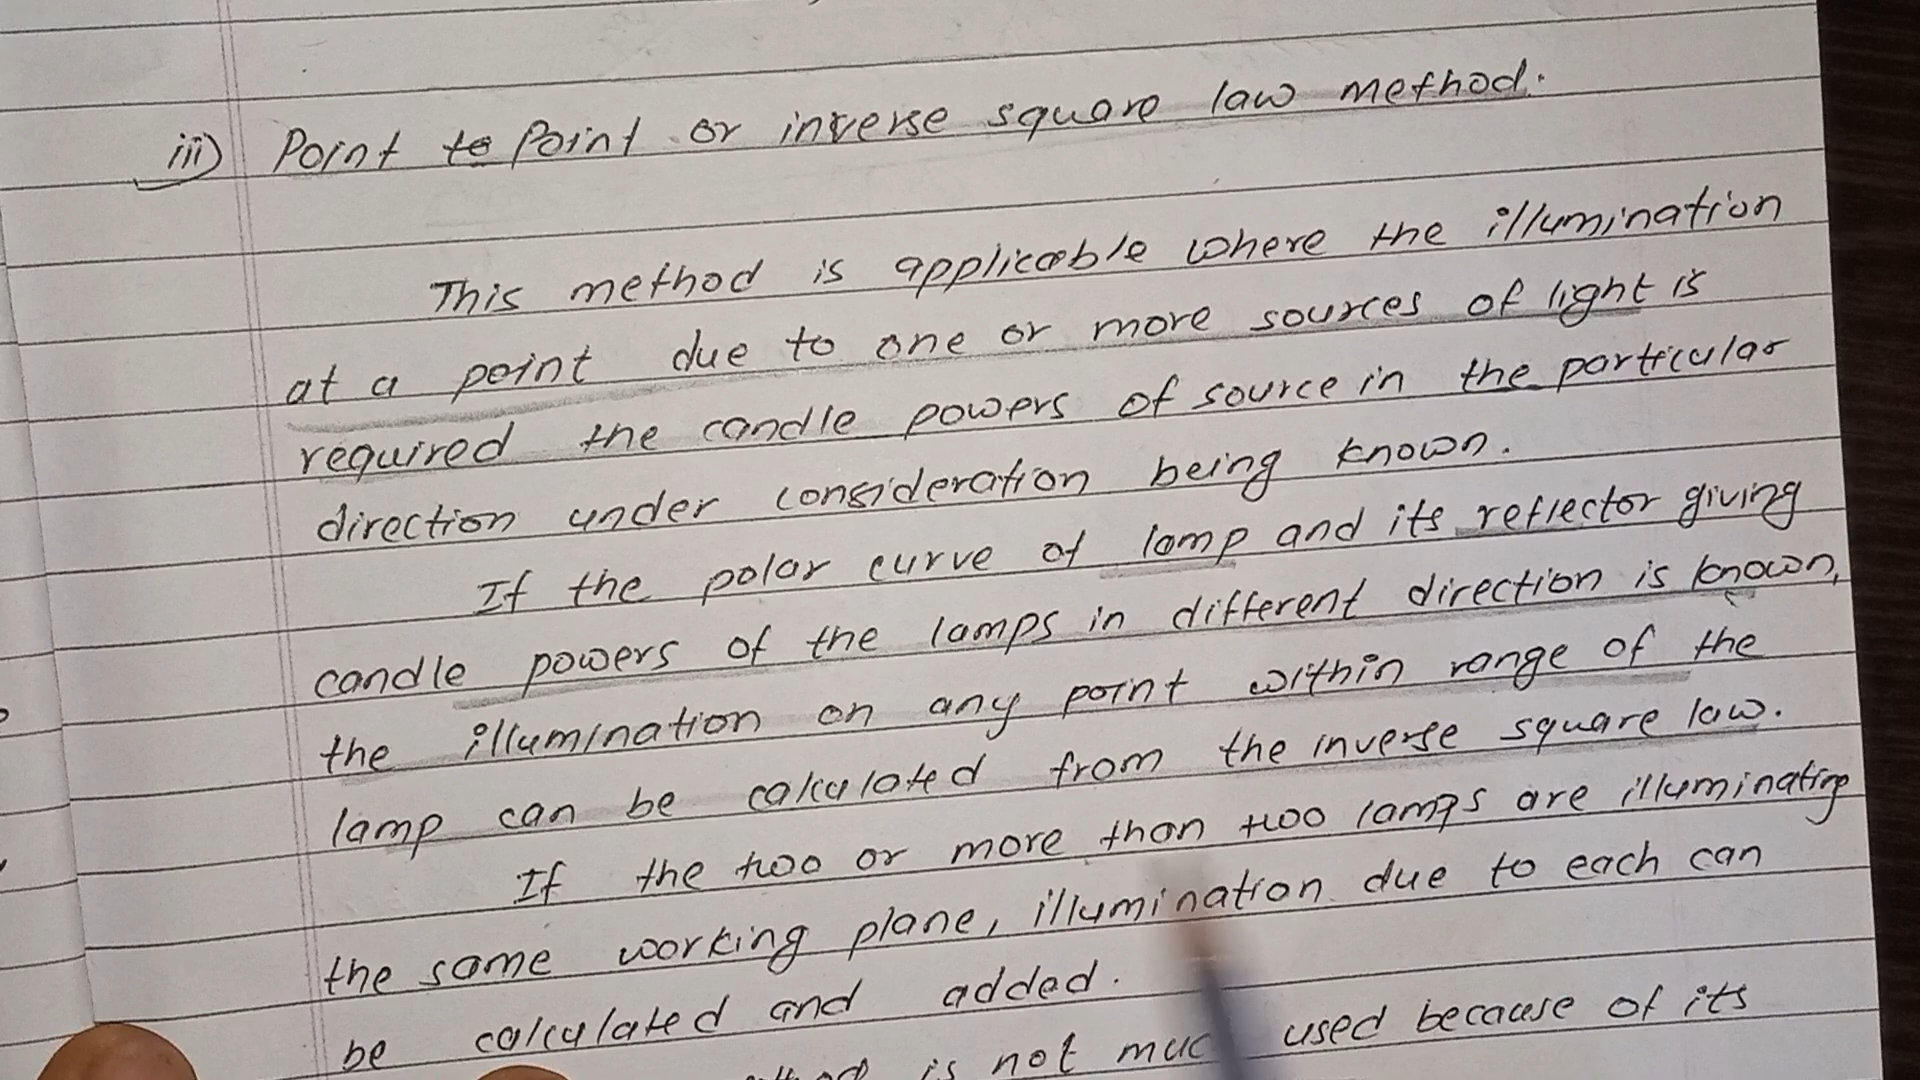 iii) Point to Point or inverse square law method.
This method is applicable where the illumination
at a point due to one or more sources of light is
required the candle powers of source in the particular
direction under consideration being known.
If the polar curve of lamp and its reflector giving
candle powers of the lamps in different direction is known,
the illumination on any point within range of the
lamp can be calculated from the inverse square law.
If the two or more than two lamps are illuminating
the same working plane, illumination due to each can
be calculated and added.
is not used because of its